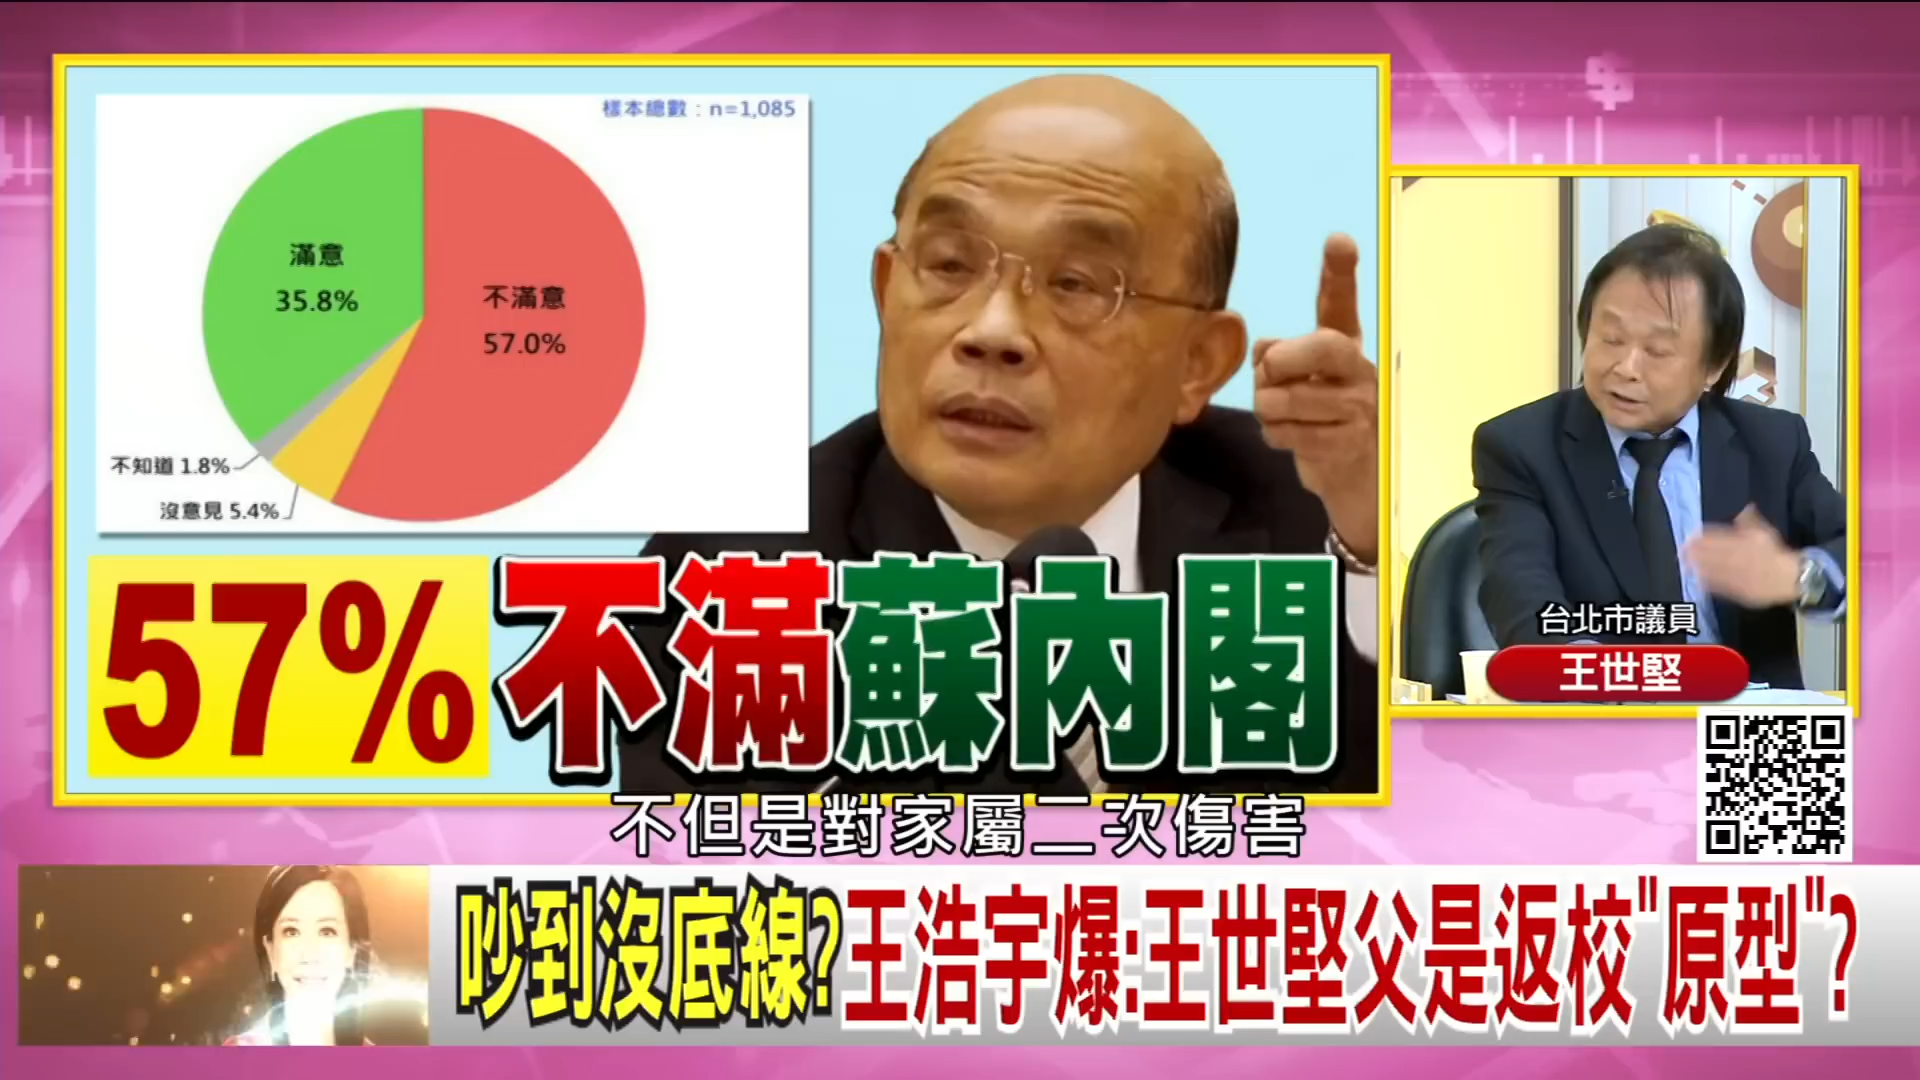 樣本總數：n=1,085
滿意
35.8%
不滿意
57.0%
不知道 1.8%
沒意見 5.4%
57%不滿蘇內閣
台北市議員
王世堅
不但是對家屬二次傷害
吵到沒底線?王浩宇爆:王世堅父是返校"原型"?